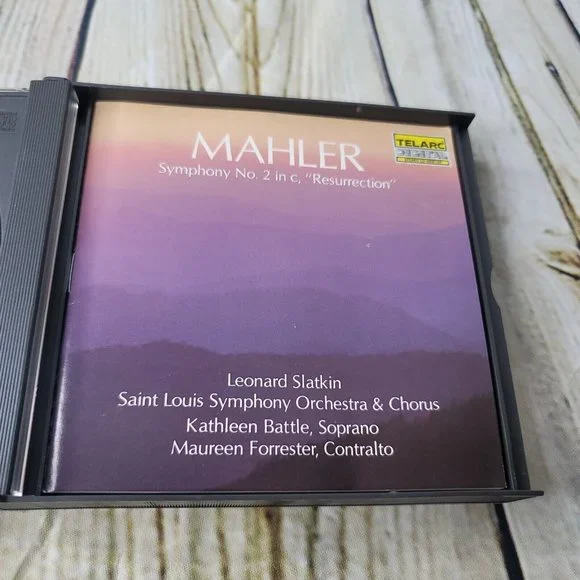 MAHLER
TELARC
DIGITAL
Symphony No. 2 in c, "Resurrection"
Leonard Slatkin
Saint Louis Symphony Orchestra & Chorus
Kathleen Battle, Soprano
Maureen Forrester, Contralto